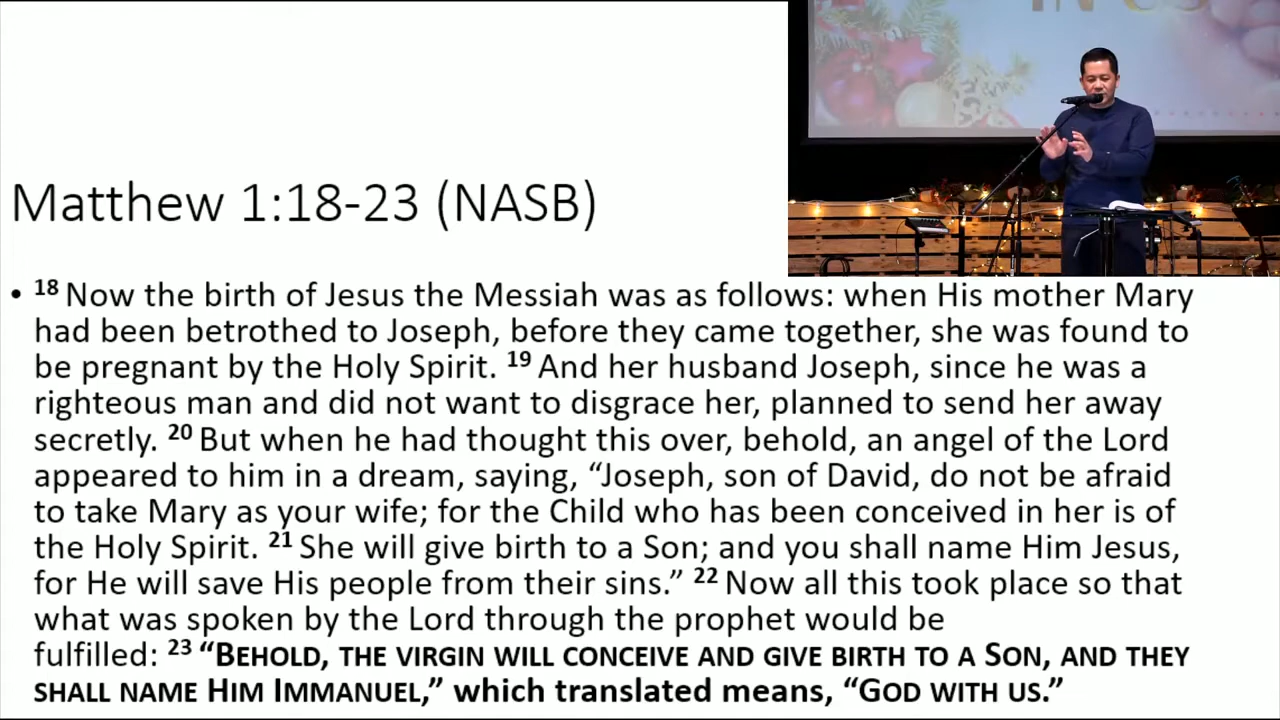 IN US
Matthew 1:18-23 (NASB)
• 18 Now the birth of Jesus the Messiah was as follows: when His mother Mary
had been betrothed to Joseph, before they came together, she was found to
be pregnant by the Holy Spirit. 19 And her husband Joseph, since he was a
righteous man and did not want to disgrace her, planned to send her away
secretly. 20 But when he had thought this over, behold, an angel of the Lord
appeared to him in a dream, saying, “Joseph, son of David, do not be afraid
to take Mary as your wife; for the Child who has been conceived in her is of
the Holy Spirit. 21 She will give birth to a Son; and you shall name Him Jesus,
for He will save His people from their sins.” 22 Now all this took place so that
what was spoken by the Lord through the prophet would be
fulfilled: 23 “BEHOLD, THE VIRGIN WILL CONCEIVE AND GIVE BIRTH TO A SON, AND THEY
SHALL NAME HIM IMMANUEL,” which translated means, “GOD WITH US.”